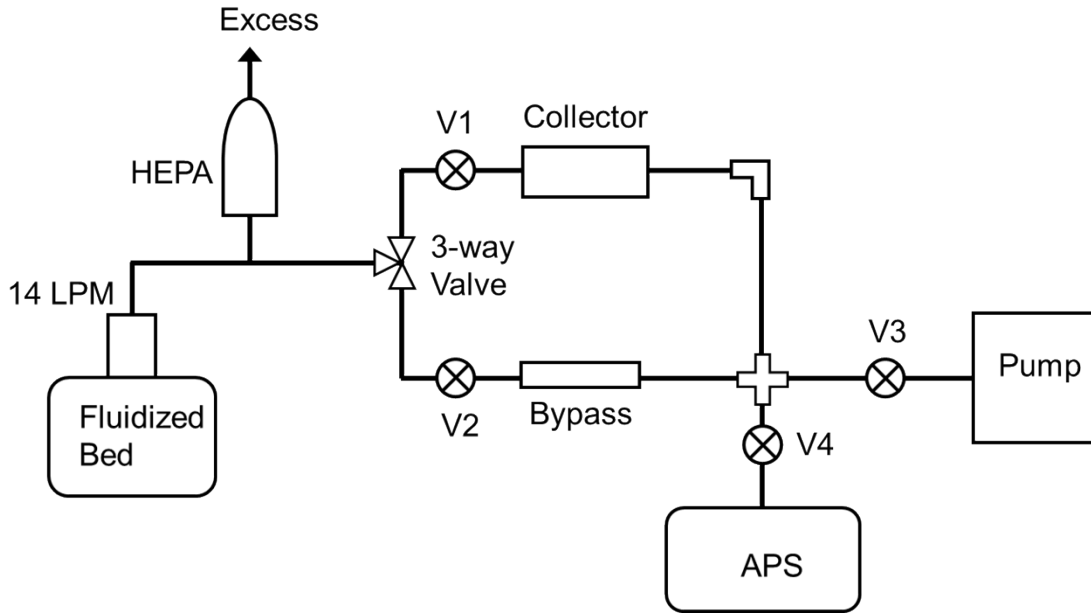 Excess
HEPA
14 LPM
Fluidized
Bed
3-way
Valve
V1
Collector
V2
Bypass
V3
Pump
V4
APS